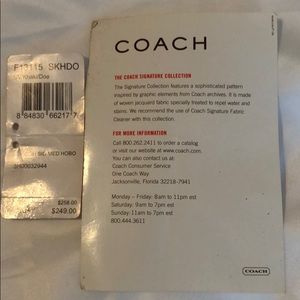 F13115 SKHDO
8 84830 66217 7
MED HOBO
$258.00
$249.00
COACH
THE COACH SIGNATURE COLLECTION
The Signature Collection features a sophisticated pattern
inspired by graphic elements from Coach archives. It is
made of woven jacquard fabric specially treated to repel water and
stains. We recommend the use of Coach Signature Fabric
Cleaner with this collection.
FOR MORE INFORMATION
Call 800.262.2411 to order a catalog
or visit our website at www.coach.com.
You can also contact us at:
Coach Consumer Service
One Coach Way
Jacksonville, Florida 32218-7941
Monday – Friday: 8am to 11pm est
Saturday: 9am to 7pm est
Sunday: 11am to 7pm est
800.444.3611
COACH